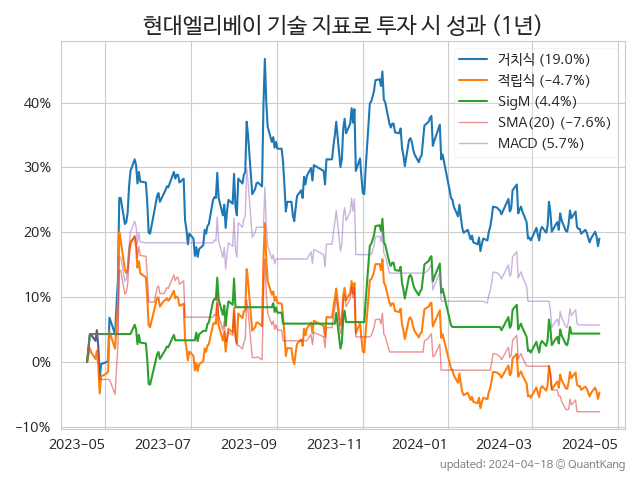 현대엘리베이 기술 지표로 투자 시 성과 (1년)
거치식 (19.0%)
적립식 (−4.7%)
SigM (4.4%)
SMA(20) (−7.6%)
MACD (5.7%)
40%
30%
20%
10%
0%
−10%
2023-05 2023-07 2023-09 2023-11 2024-01 2024-03 2024-05
updated: 2024-04-18 ⓒ QuantKang